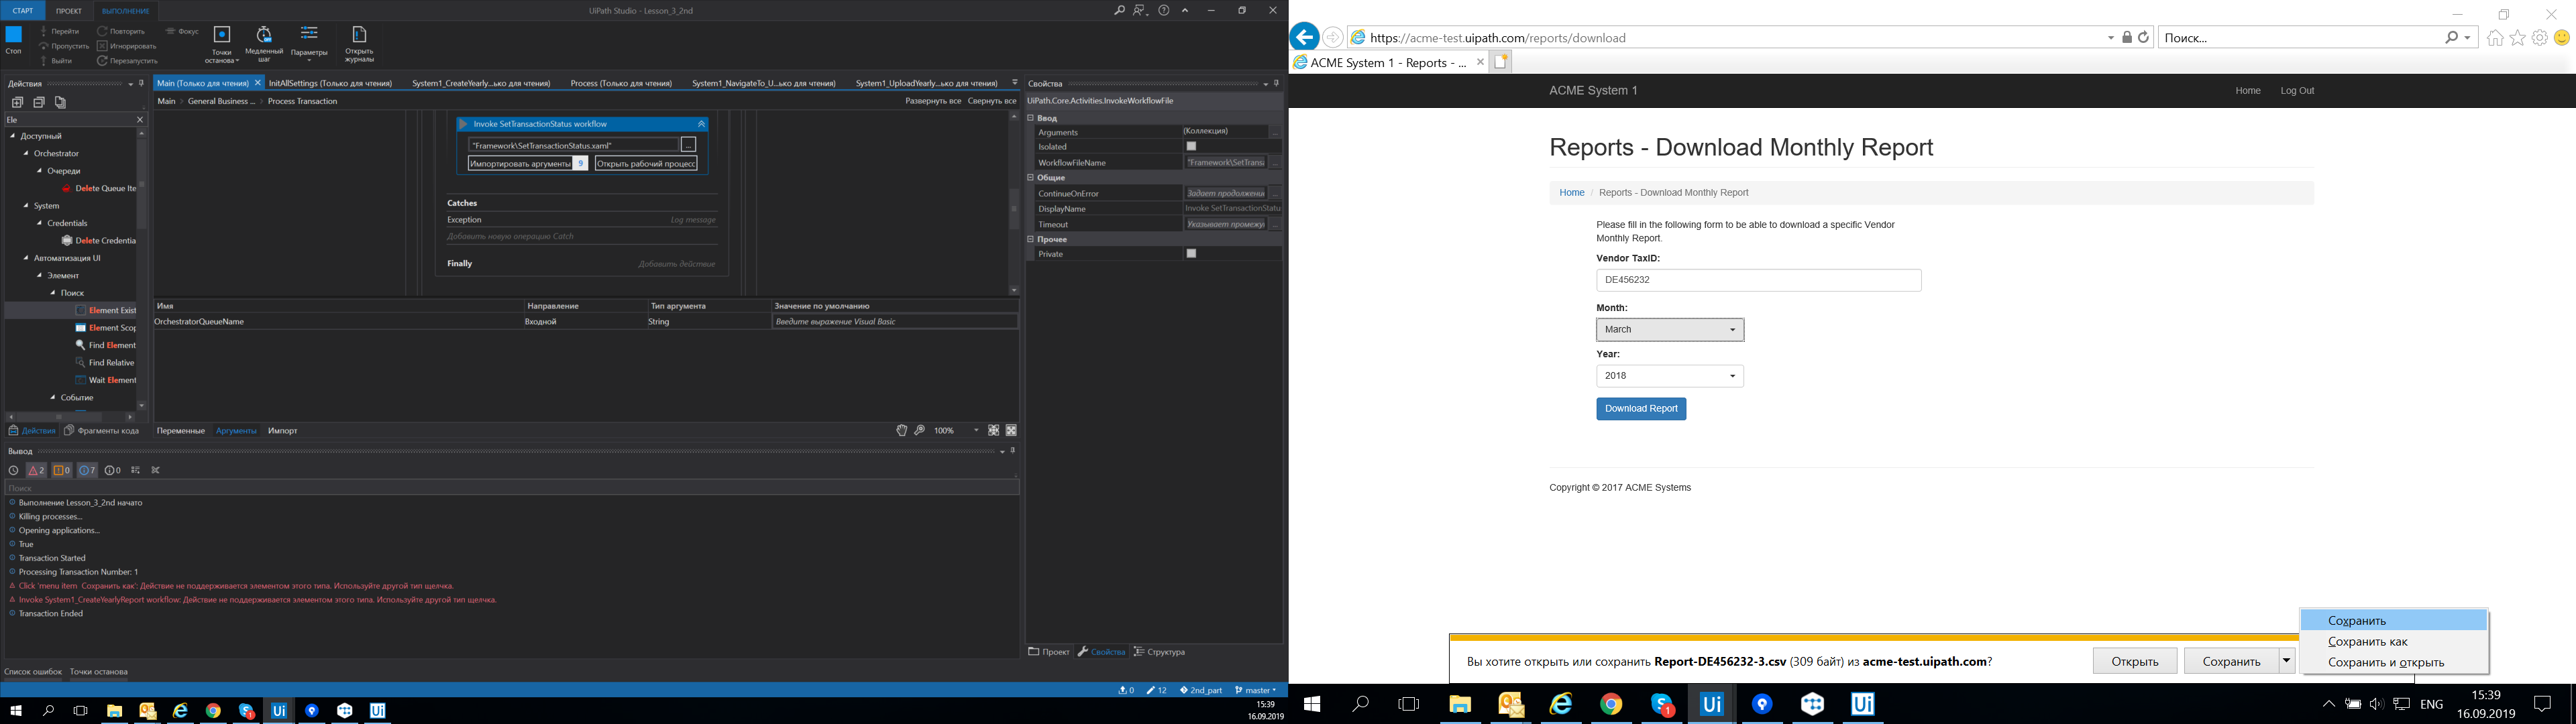 СТАРТ ПРОЕКТ ВЫПОЛНЕНИЕ UiPath Studio - Lesson_3_2nd
Стоп
Перейти Повторить Фокус
Пропустить Игнорировать
Выйти Перезапустить
Точки останова
Медленный шаг
Параметры
Открыть журналы
Действия
Ele
Доступный
Orchestrator
Очереди
Delete Queue Ite
System
Credentials
Delete Credentia
Автоматизация UI
Элемент
Поиск
Element Exist
Element Scop
Find Element
Find Relative
Wait Element
Событие
Действия Фрагменты кода
Main (Только для чтения) InitAllSettings (Только для чтения) System1_CreateYearly...ько для чтения) Process (Только для чтения) System1_NavigateTo_U...ько для чтения) System1_UploadYearly...ько для чтения)
Main General Business ... Process Transaction Развернуть все Свернуть все
Invoke SetTransactionStatus workflow
"Framework\SetTransactionStatus.xaml" ...
Импортировать аргументы 9 Открыть рабочий процесс
Catches
Exception Log message
Добавить новую операцию Catch
Finally Добавить действие
Имя Направление Тип аргумента Значение по умолчанию
OrchestratorQueueName Входной String Введите выражение Visual Basic
Переменные Аргументы Импорт 100%
Свойства
UiPath.Core.Activities.InvokeWorkflowFile
Ввод
Arguments (Коллекция) ...
Isolated
WorkflowFileName "Framework\SetTransa ...
Общие
ContinueOnError Задает продолжени ...
DisplayName Invoke SetTransactionStatu
Timeout Указывает промежу ...
Прочее
Private
Проект Свойства Структура
Вывод
2 0 7 0
Поиск
Выполнение Lesson_3_2nd начато
Killing processes...
Opening applications...
True
Transaction Started
Processing Transaction Number: 1
Click 'menu item Сохранить как': Действие не поддерживается элементом этого типа. Используйте другой тип щелчка.
Invoke System1_CreateYearlyReport workflow: Действие не поддерживается элементом этого типа. Используйте другой тип щелчка.
Transaction Ended
Список ошибок Точки останова
0 12 2nd_part master
15:39
16.09.2019
https://acme-test.uipath.com/reports/download Поиск...
ACME System 1 - Reports - ...
ACME System 1 Home Log Out
Reports - Download Monthly Report
Home / Reports - Download Monthly Report
Please fill in the following form to be able to download a specific Vendor
Monthly Report.
Vendor TaxID:
DE456232
Month:
March
Year:
2018
Download Report
Copyright © 2017 ACME Systems
Сохранить
Сохранить как
Сохранить и открыть
Вы хотите открыть или сохранить Report-DE456232-3.csv (309 байт) из acme-test.uipath.com? Открыть Сохранить
ENG 15:39
16.09.2019